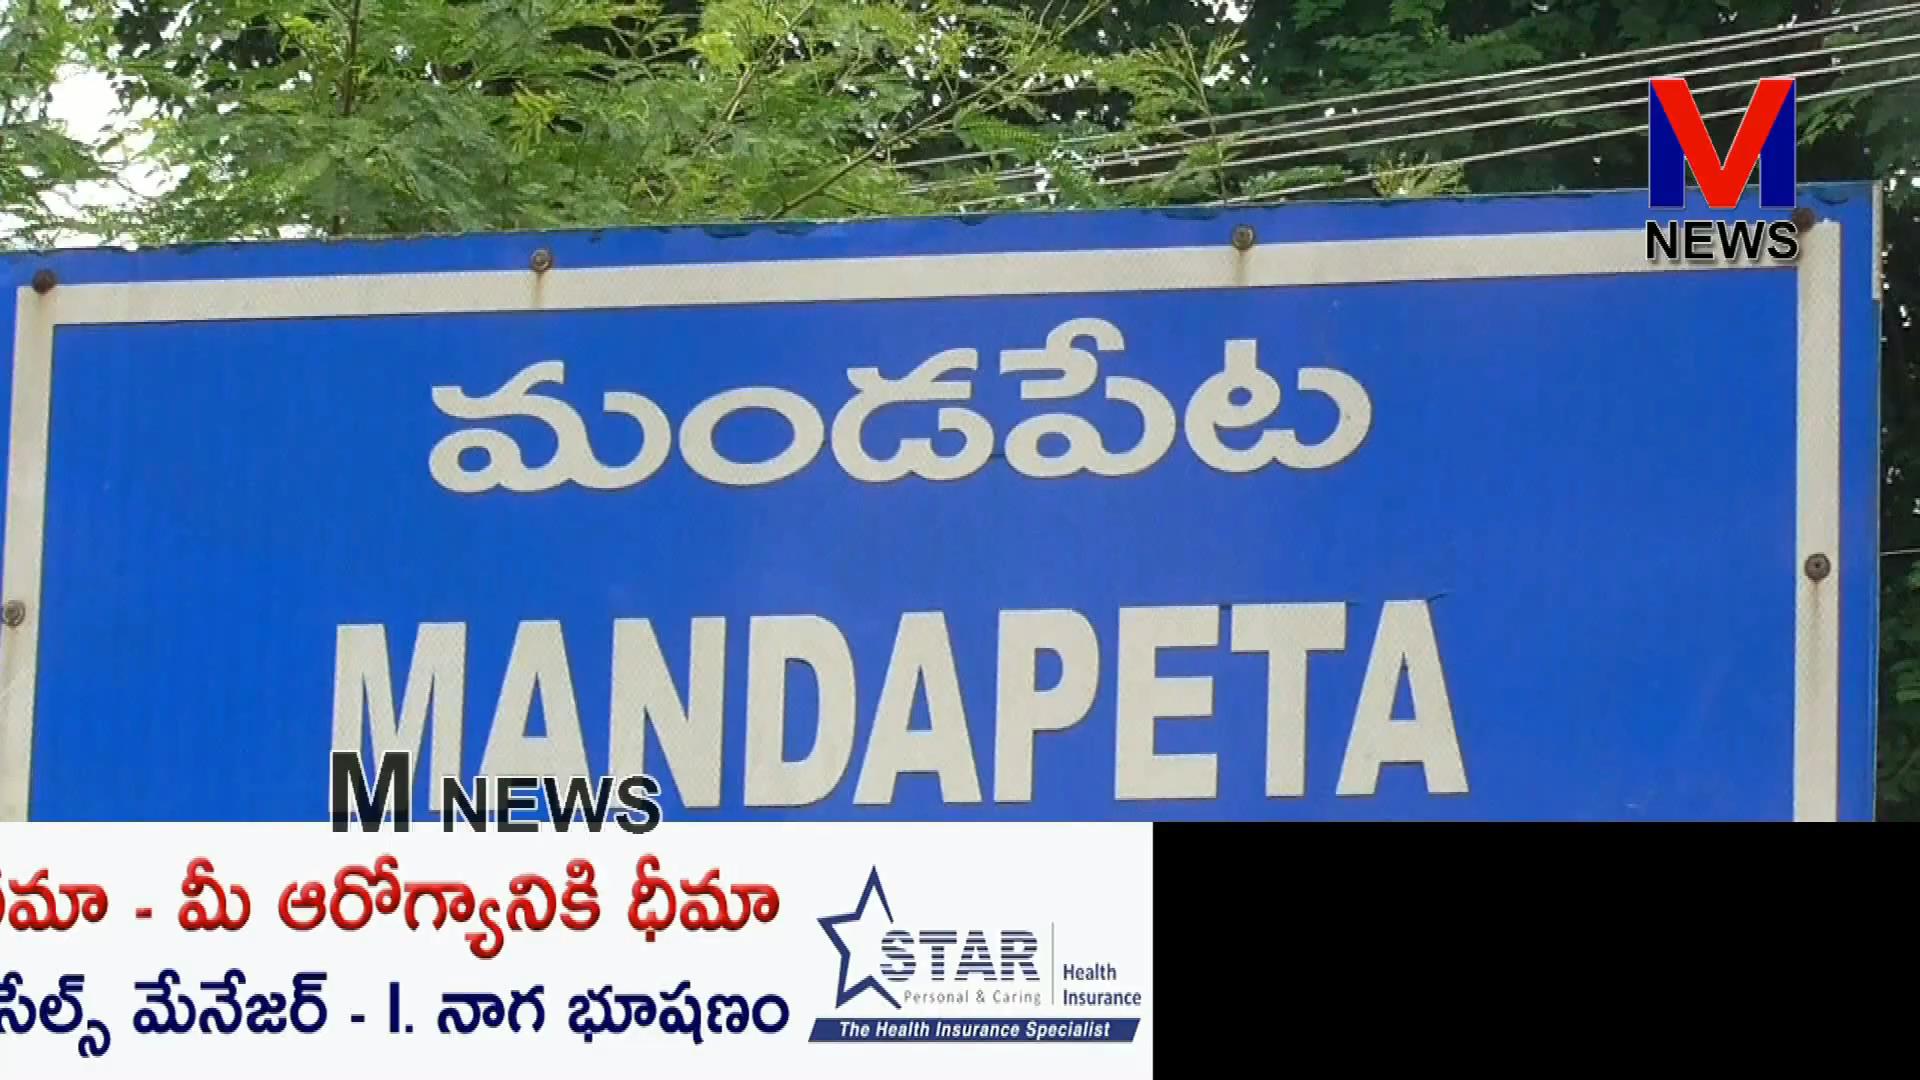 M
NEWS
మండపేట
MANDAPETA
M NEWS
- మీ ఆరోగ్యానికి ధీమా
సేల్స్ మేనేజర్ - I. నాగ భూషణం
STAR
Personal & Caring
Health
Insurance
The Health Insurance Specialist